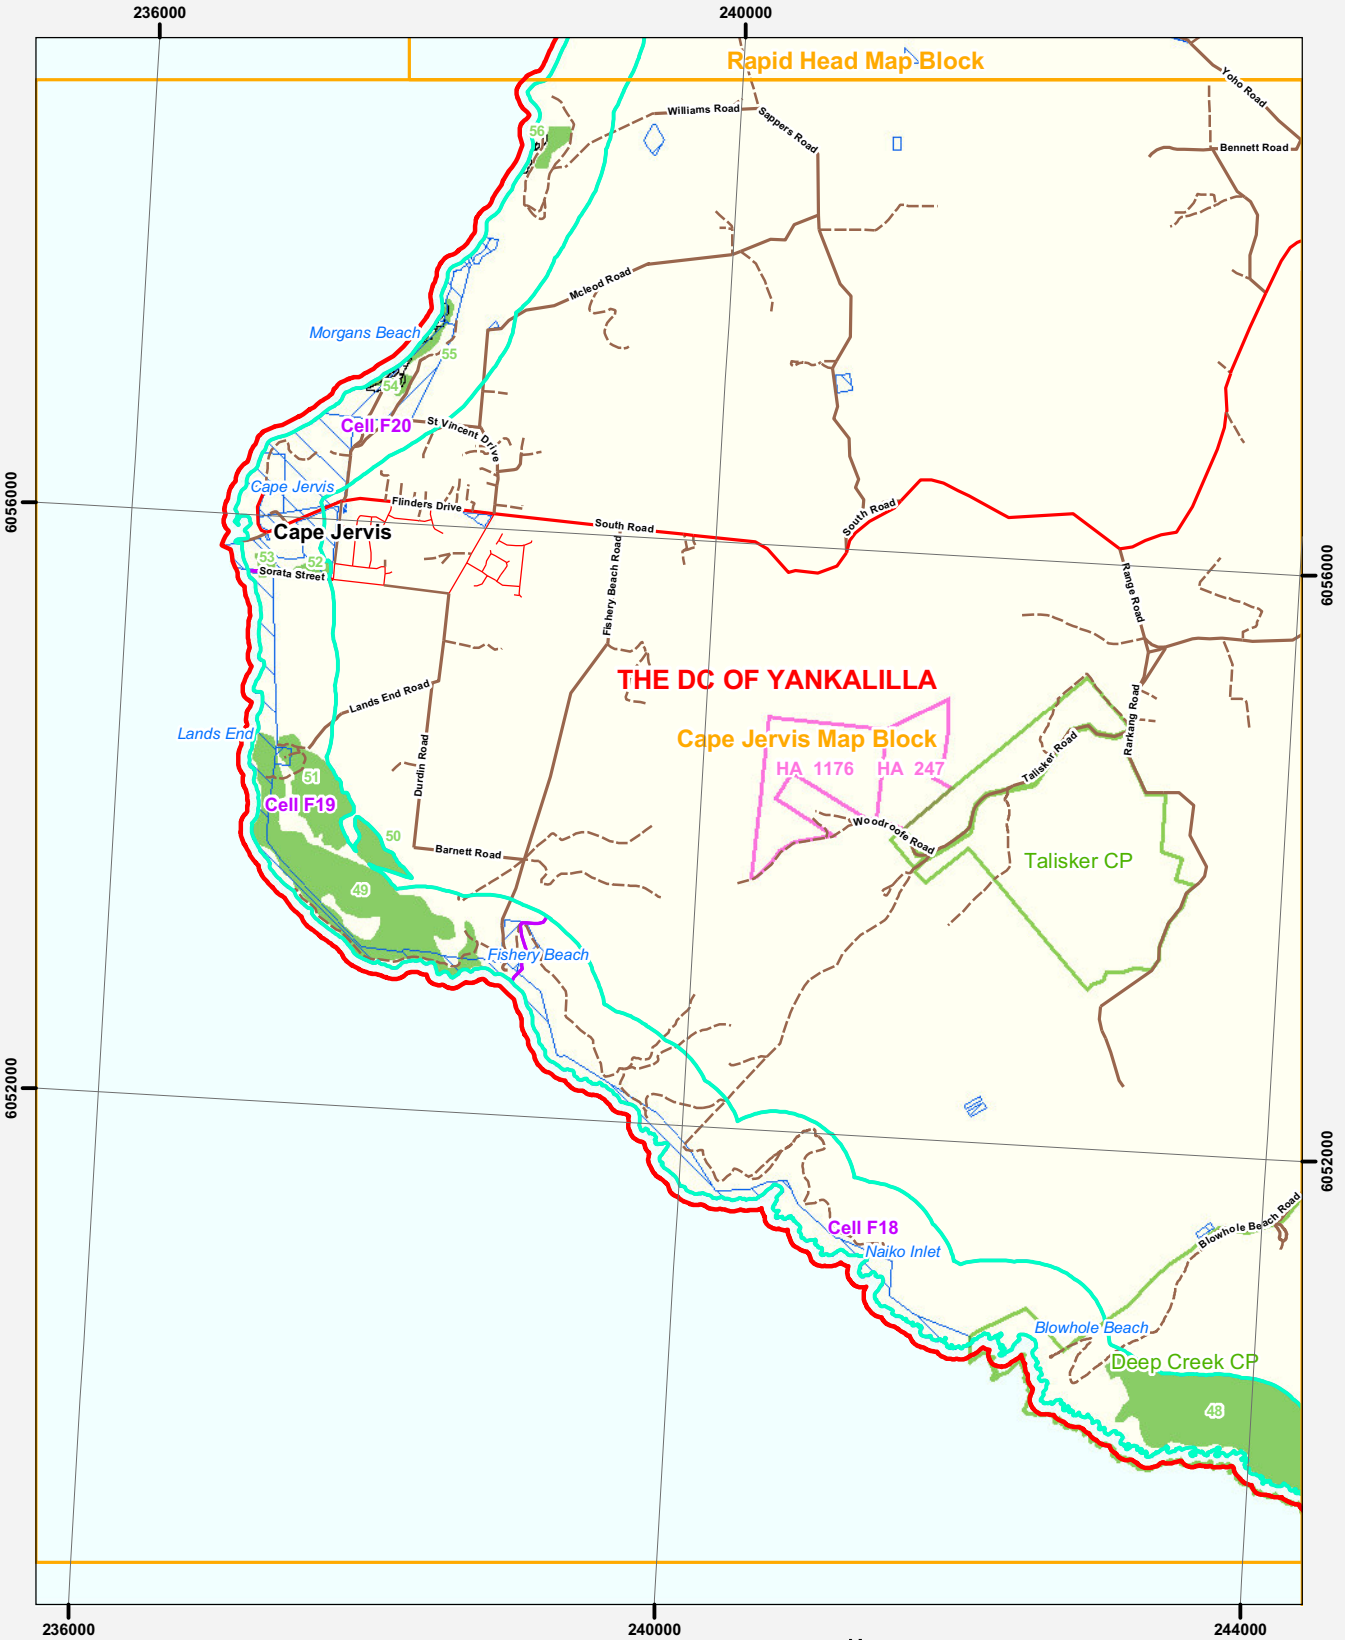 236000
240000
Rapid Head Map Block
Yoho Road
Williams Road
Sappers Road
Bennett Road
56
Mcleod Road
Morgans Beach
55
54
Cell F20
St Vincent Drive
Cape Jervis
6056000
Flinders Drive
South Road
South Road
Cape Jervis
53
52
Sorata Street
Fishery Beach Road
Range Road
6056000
THE DC OF YANKALILLA
Lands End Road
Rarkang Road
Lands End
Cape Jervis Map Block
Talisker Road
Durdin Road
HA 1176
HA 247
51
Cell F19
Woodroofe Road
50
Barnett Road
Talisker CP
49
Fishery Beach
6052000
6052000
Blowhole Beach Road
Cell F18
Naiko Inlet
Blowhole Beach
Deep Creek CP
48
236000
240000
244000